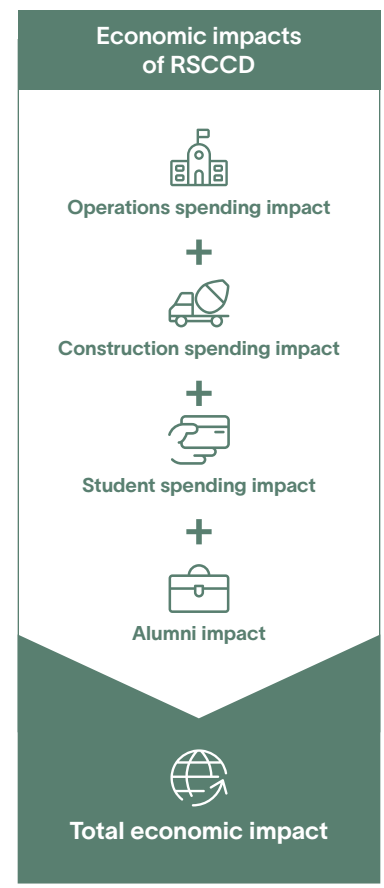 Economic impacts
of RSCCD
Operations spending impact
+
Construction spending impact
+
Student spending impact
+
Alumni impact
Total economic impact